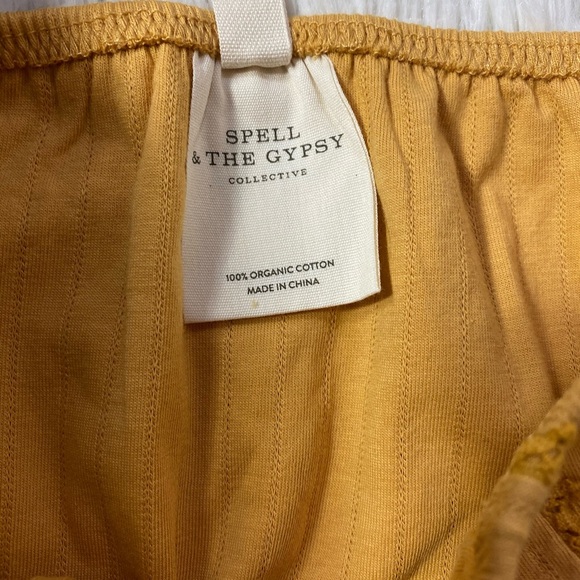 SPELL
& THE GYPSY
COLLECTIVE
100% ORGANIC COTTON
MADE IN CHINA